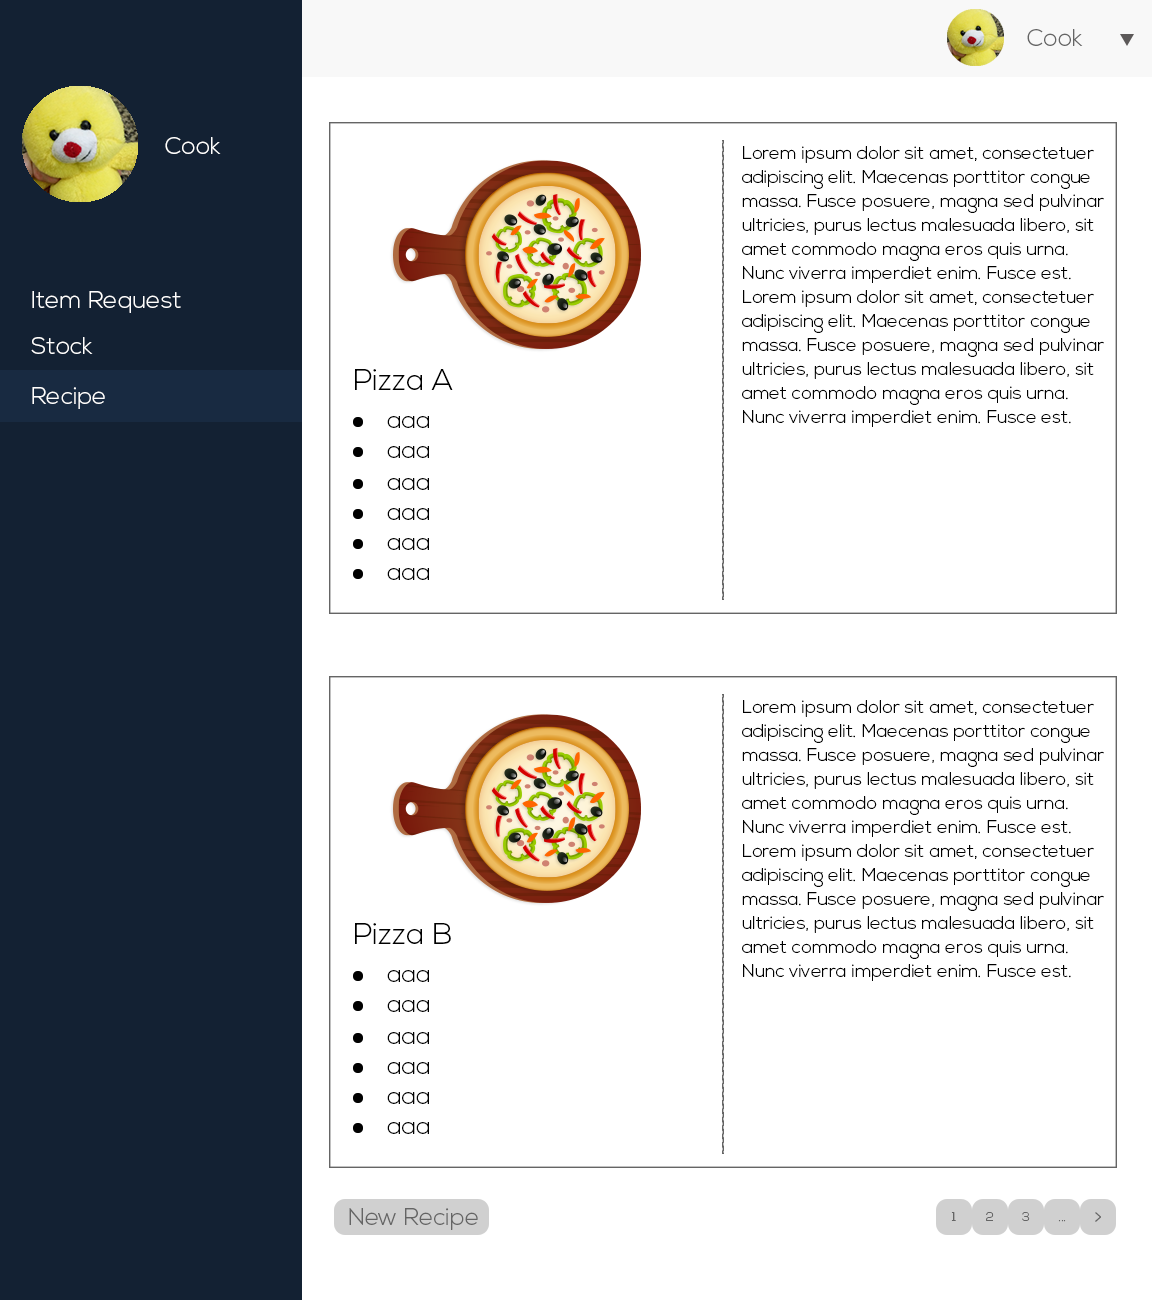 Cook
Cook
Item Request
Stock
Recipe
Pizza A
aaa
aaa
aaa
aaa
aaa
aaa
Lorem ipsum dolor sit amet, consectetuer
adipiscing elit. Maecenas porttitor congue
massa. Fusce posuere, magna sed pulvinar
ultricies, purus lectus malesuada libero, sit
amet commodo magna eros quis urna.
Nunc viverra imperdiet enim. Fusce est.
Lorem ipsum dolor sit amet, consectetuer
adipiscing elit. Maecenas porttitor congue
massa. Fusce posuere, magna sed pulvinar
ultricies, purus lectus malesuada libero, sit
amet commodo magna eros quis urna.
Nunc viverra imperdiet enim. Fusce est.
Pizza B
aaa
aaa
aaa
aaa
aaa
aaa
Lorem ipsum dolor sit amet, consectetuer
adipiscing elit. Maecenas porttitor congue
massa. Fusce posuere, magna sed pulvinar
ultricies, purus lectus malesuada libero, sit
amet commodo magna eros quis urna.
Nunc viverra imperdiet enim. Fusce est.
Lorem ipsum dolor sit amet, consectetuer
adipiscing elit. Maecenas porttitor congue
massa. Fusce posuere, magna sed pulvinar
ultricies, purus lectus malesuada libero, sit
amet commodo magna eros quis urna.
Nunc viverra imperdiet enim. Fusce est.
New Recipe
1 2 3 ... >